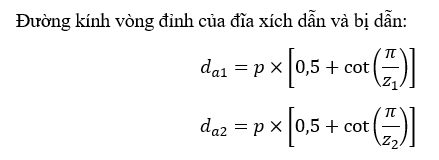 Đường kính vòng đỉnh của đĩa xích dẫn và bị dẫn:
d_{a1} = p × [0,5 + cot(π/z_1)]
d_{a2} = p × [0,5 + cot(π/z_2)]